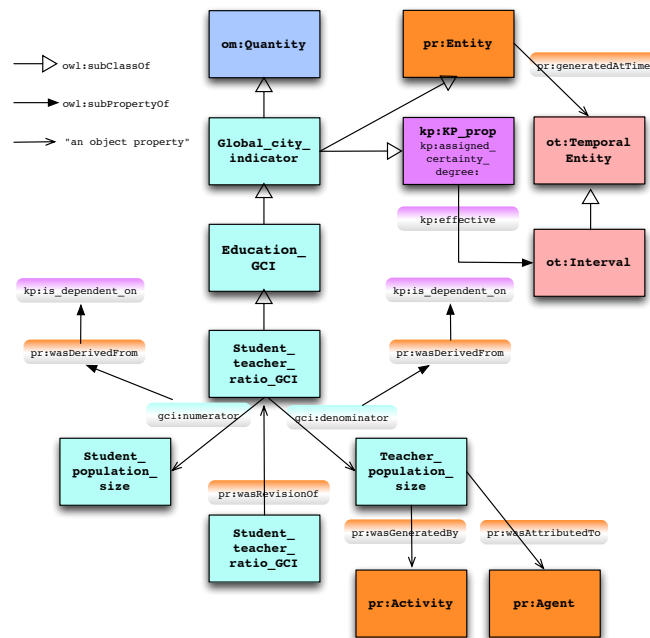 owl:subClassOf
owl:subPropertyOf
"an object property"
om:Quantity
pr:Entity
pr:generatedAtTime
Global_city_
indicator
kp:KP_prop
kp:assigned_
certainty_
degree:
ot:Temporal
Entity
kp:effective
Education_
GCI
ot:Interval
kp:is_dependent_on
kp:is_dependent_on
pr:wasDerivedFrom
Student_
teacher_
ratio_GCI
pr:wasDerivedFrom
gci:numerator
gci:denominator
Student_
population_
size
Teacher_
population_
size
pr:wasRevisionOf
Student_
teacher_
ratio_GCI
pr:wasGeneratedBy
pr:wasAttributedTo
pr:Activity
pr:Agent